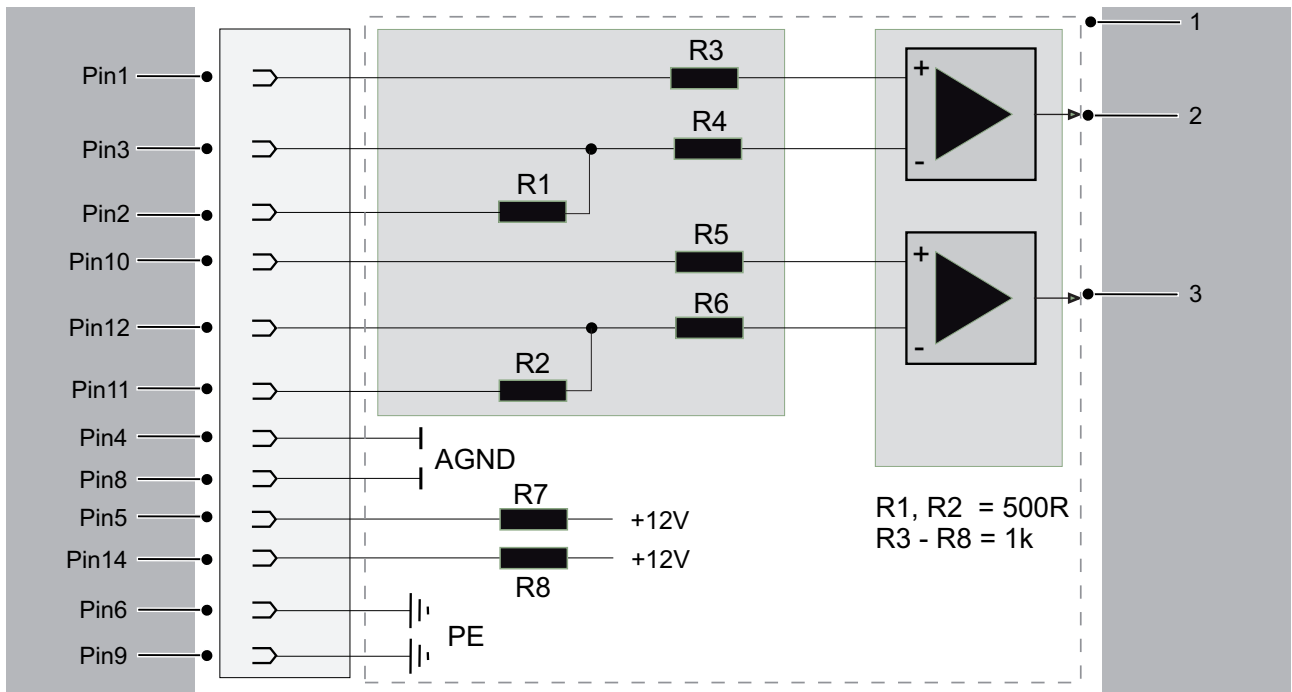 1
R3
Pin1
+
2
R4
Pin3
-
R1
Pin2
R5
Pin10
+
3
R6
Pin12
-
R2
Pin11
Pin4
AGND
Pin8
R7
R1, R2 = 500R
Pin5
+12V
R3 - R8 = 1k
Pin14
+12V
R8
Pin6
PE
Pin9